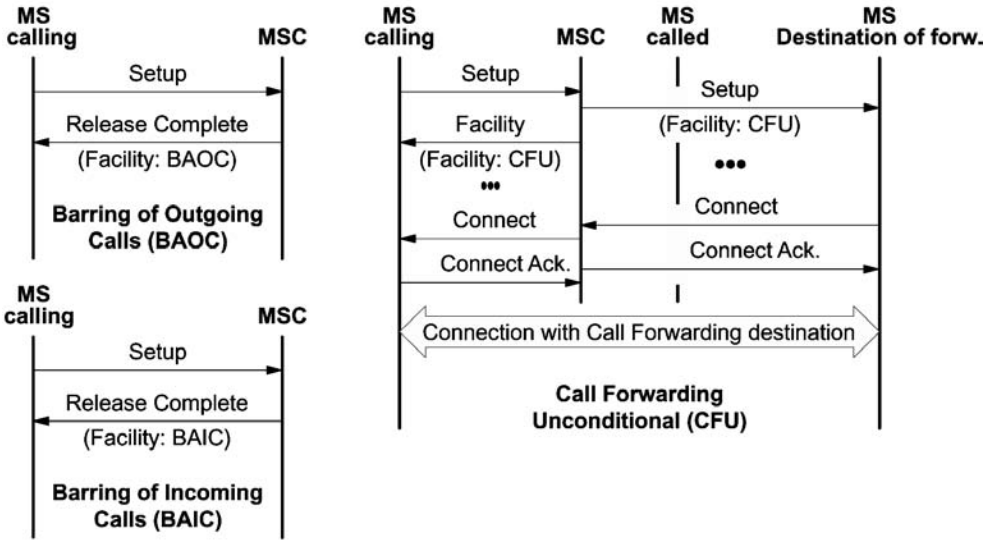 MS
calling
MSC
Setup
Release Complete
(Facility: BAOC)
Barring of Outgoing
Calls (BAOC)
MS
calling
MSC
Setup
Release Complete
(Facility: BAIC)
Barring of Incoming
Calls (BAIC)
MS
calling
MSC
MS
called
MS
Destination of forw.
Setup
Setup
(Facility: CFU)
Facility
(Facility: CFU)
•••
•••
Connect
Connect
Connect Ack.
Connect Ack.
Connection with Call Forwarding destination
Call Forwarding
Unconditional (CFU)